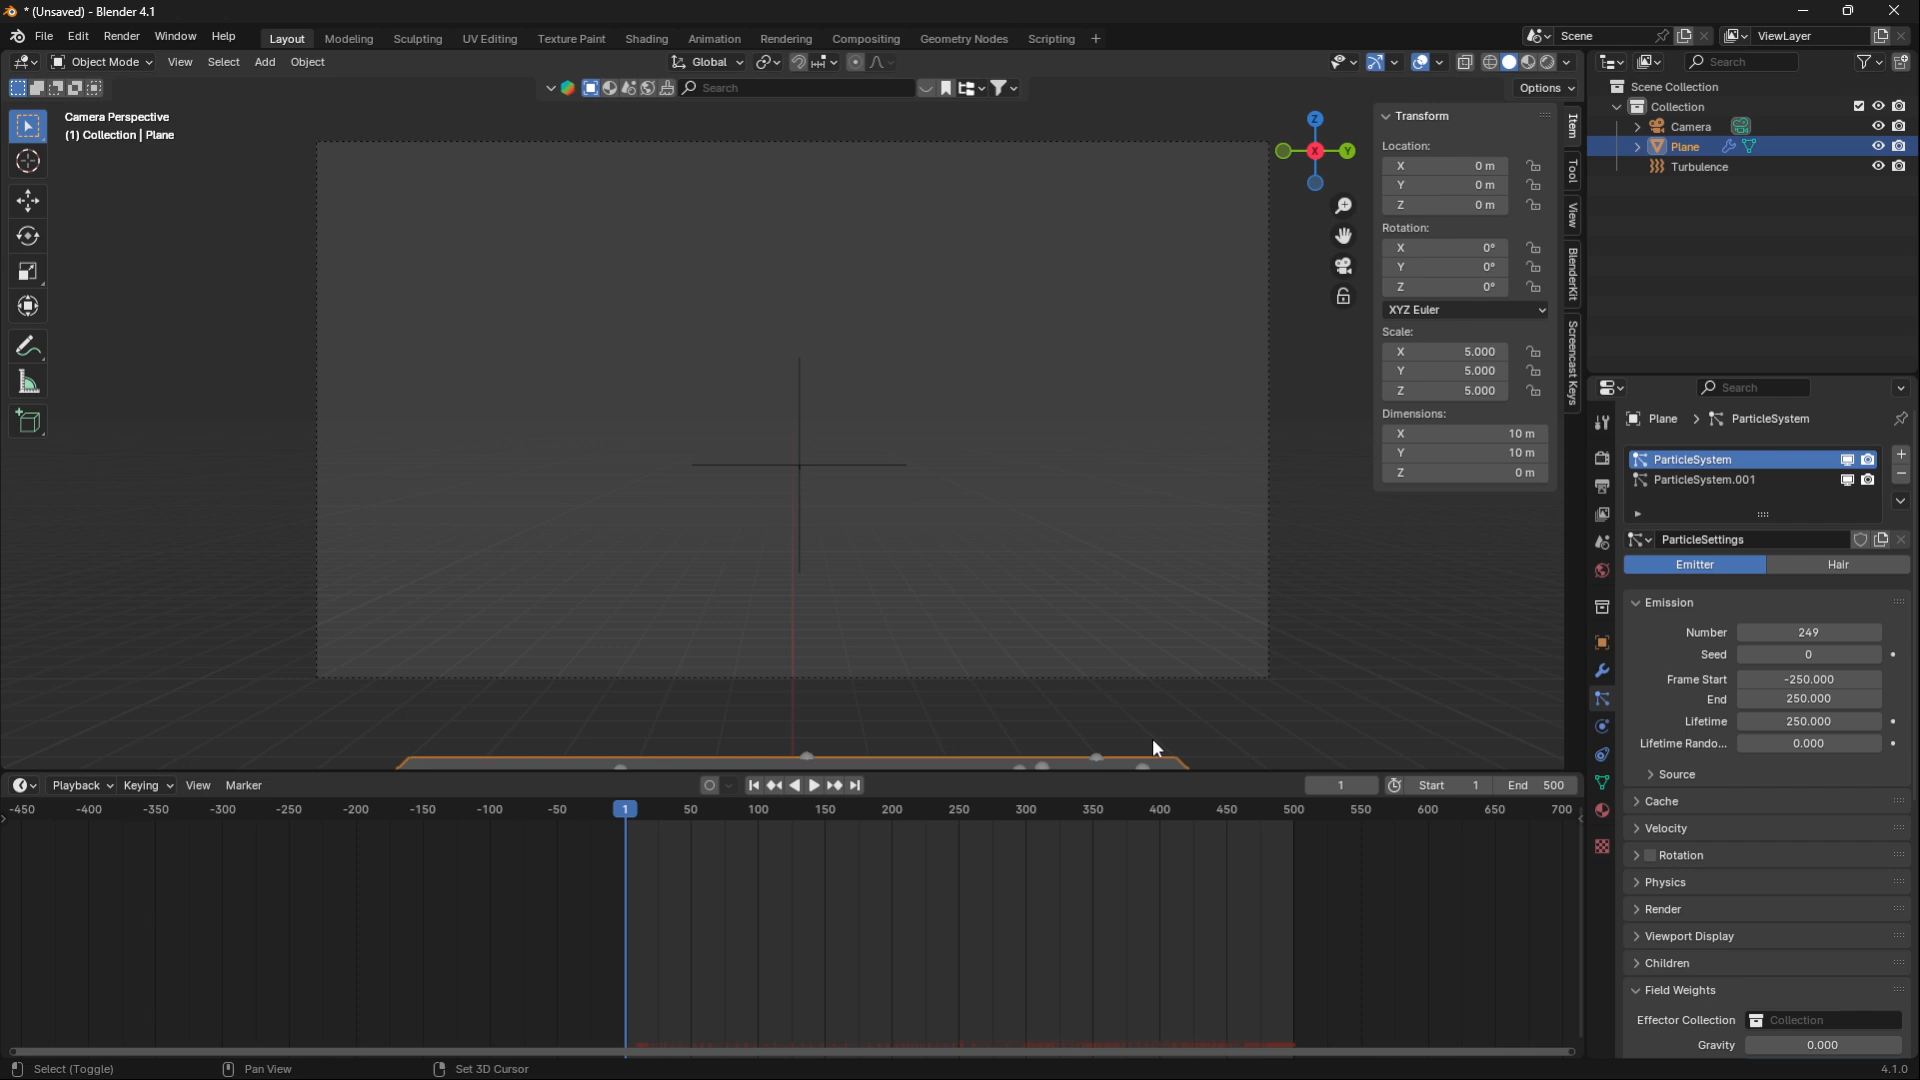 * (Unsaved) - Blender 4.1
File Edit Render Window Help Layout Modeling Sculpting UV Editing Texture Paint Shading Animation Rendering Compositing Geometry Nodes Scripting + Scene ViewLayer
Object Mode View Select Add Object Global Search
Search Options
Camera Perspective
(1) Collection | Plane
Z
X
Y
Transform
Location:
X 0 m
Y 0 m
Z 0 m
Rotation:
X 0°
Y 0°
Z 0°
XYZ Euler
Scale:
X 5.000
Y 5.000
Z 5.000
Dimensions:
X 10 m
Y 10 m
Z 0 m
Item
Tool
View
BlenderKit
Screencast Keys
Scene Collection
Collection
Camera
Plane
Turbulence
Search
Plane > ParticleSystem
ParticleSystem
ParticleSystem.001
ParticleSettings
Emitter Hair
Emission
Number 249
Seed 0
Frame Start -250.000
End 250.000
Lifetime 250.000
Lifetime Rando... 0.000
Source
Cache
Velocity
Rotation
Physics
Render
Viewport Display
Children
Field Weights
Effector Collection Collection
Gravity 0.000
Playback Keying View Marker 1 Start 1 End 500
-450 -400 -350 -300 -250 -200 -150 -100 -50 1 50 100 150 200 250 300 350 400 450 500 550 600 650 700
Select (Toggle) Pan View Set 3D Cursor 4.1.0